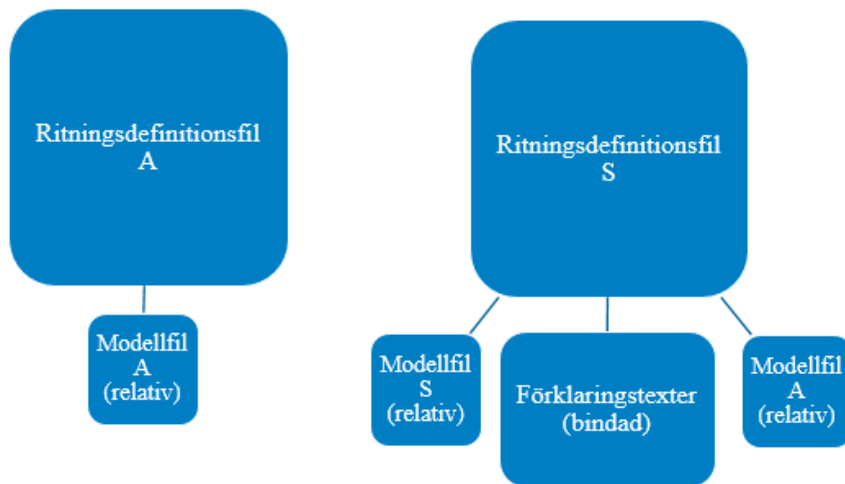 Ritningsdefinitionsfil
A
Modellfil
A
(relativ)
Ritningsdefinitionsfil
S
Modellfil
S
(relativ)
Förklaringstexter
(bindad)
Modellfil
A
(relativ)